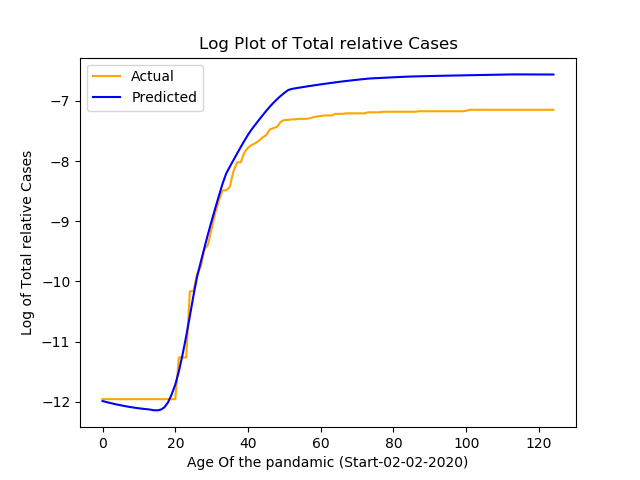 Log Plot of Total relative Cases
Actual
Predicted
Log of Total relative Cases
−7
−8
−9
−10
−11
−12
0 20 40 60 80 100 120
Age Of the pandamic (Start-02-02-2020)